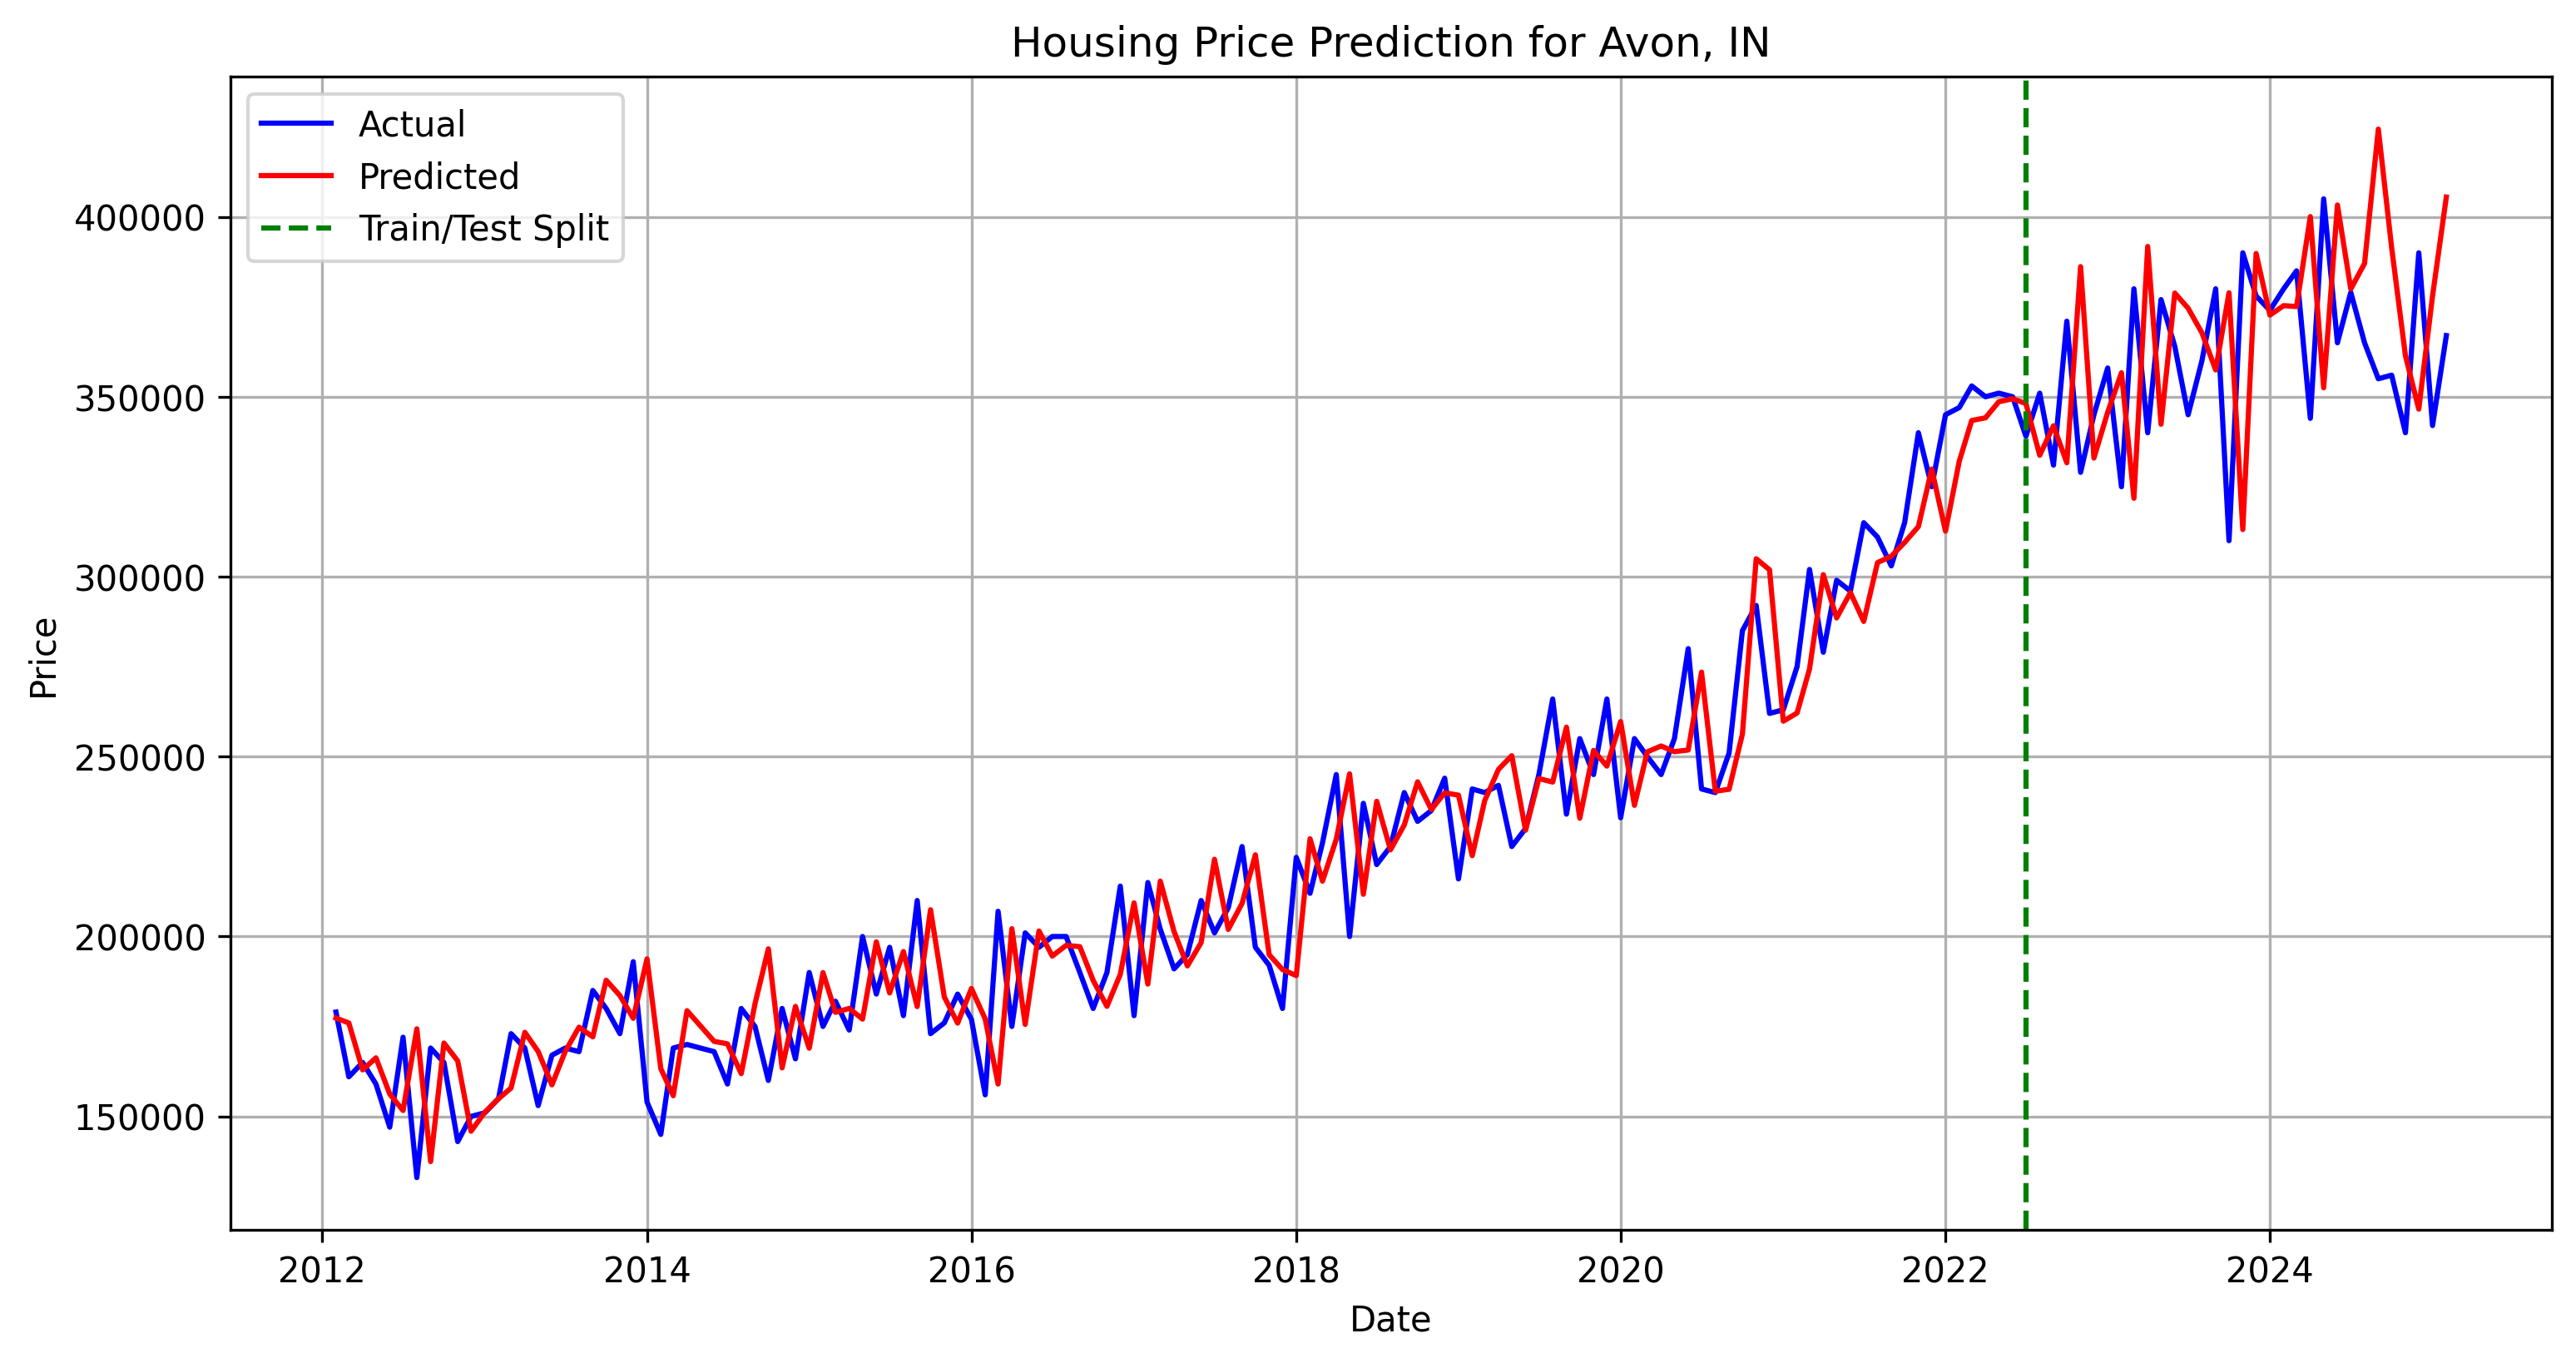 Housing Price Prediction for Avon, IN
Actual
Predicted
Train/Test Split
400000
350000
300000
250000
200000
150000
Price
2012 2014 2016 2018 2020 2022 2024
Date